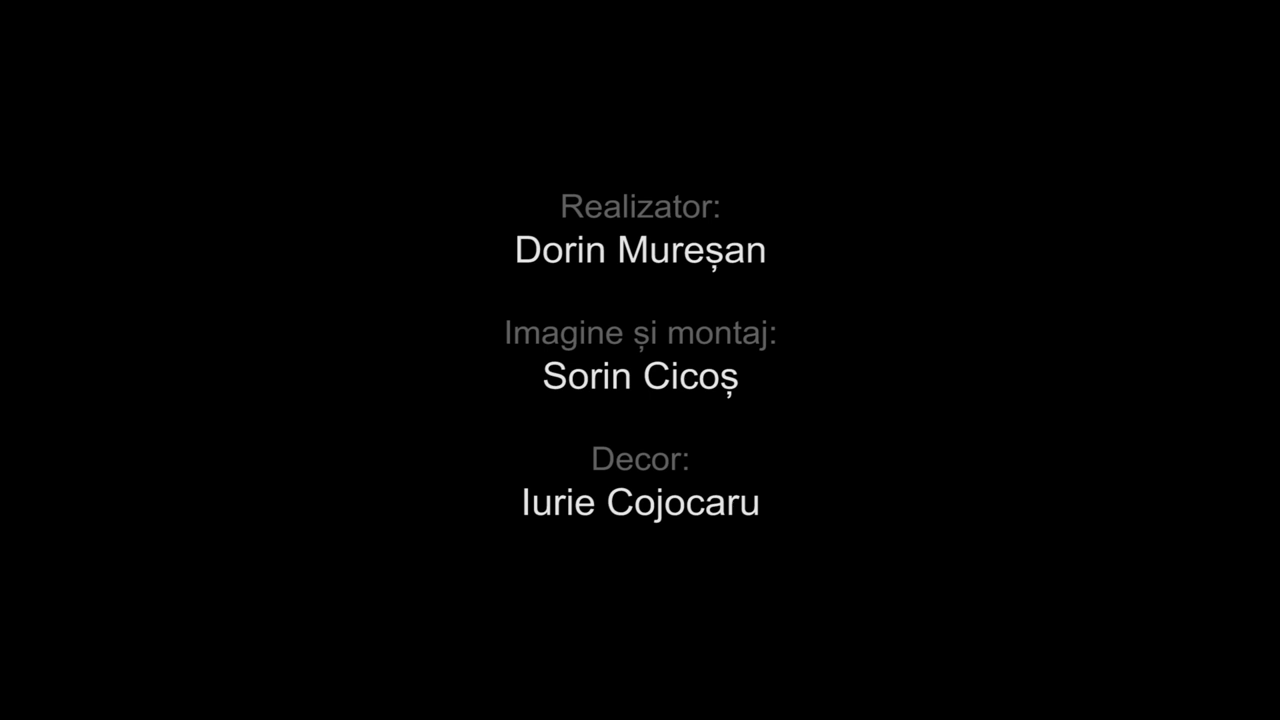 Realizator:
Dorin Mureșan
Imagine și montaj:
Sorin Cicoș
Decor:
Iurie Cojocaru